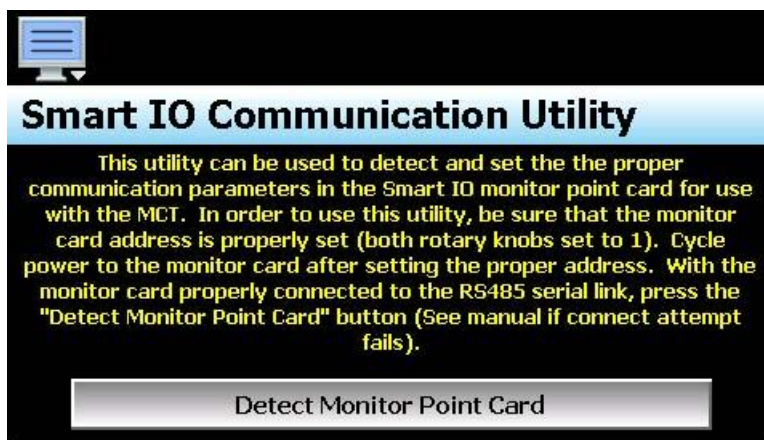 Smart IO Communication Utility
This utility can be used to detect and set the the proper
communication parameters in the Smart IO monitor point card for use
with the MCT. In order to use this utility, be sure that the monitor
card address is properly set (both rotary knobs set to 1). Cycle
power to the monitor card after setting the proper address. With the
monitor card properly connected to the RS485 serial link, press the
"Detect Monitor Point Card" button (See manual if connect attempt
fails).
Detect Monitor Point Card